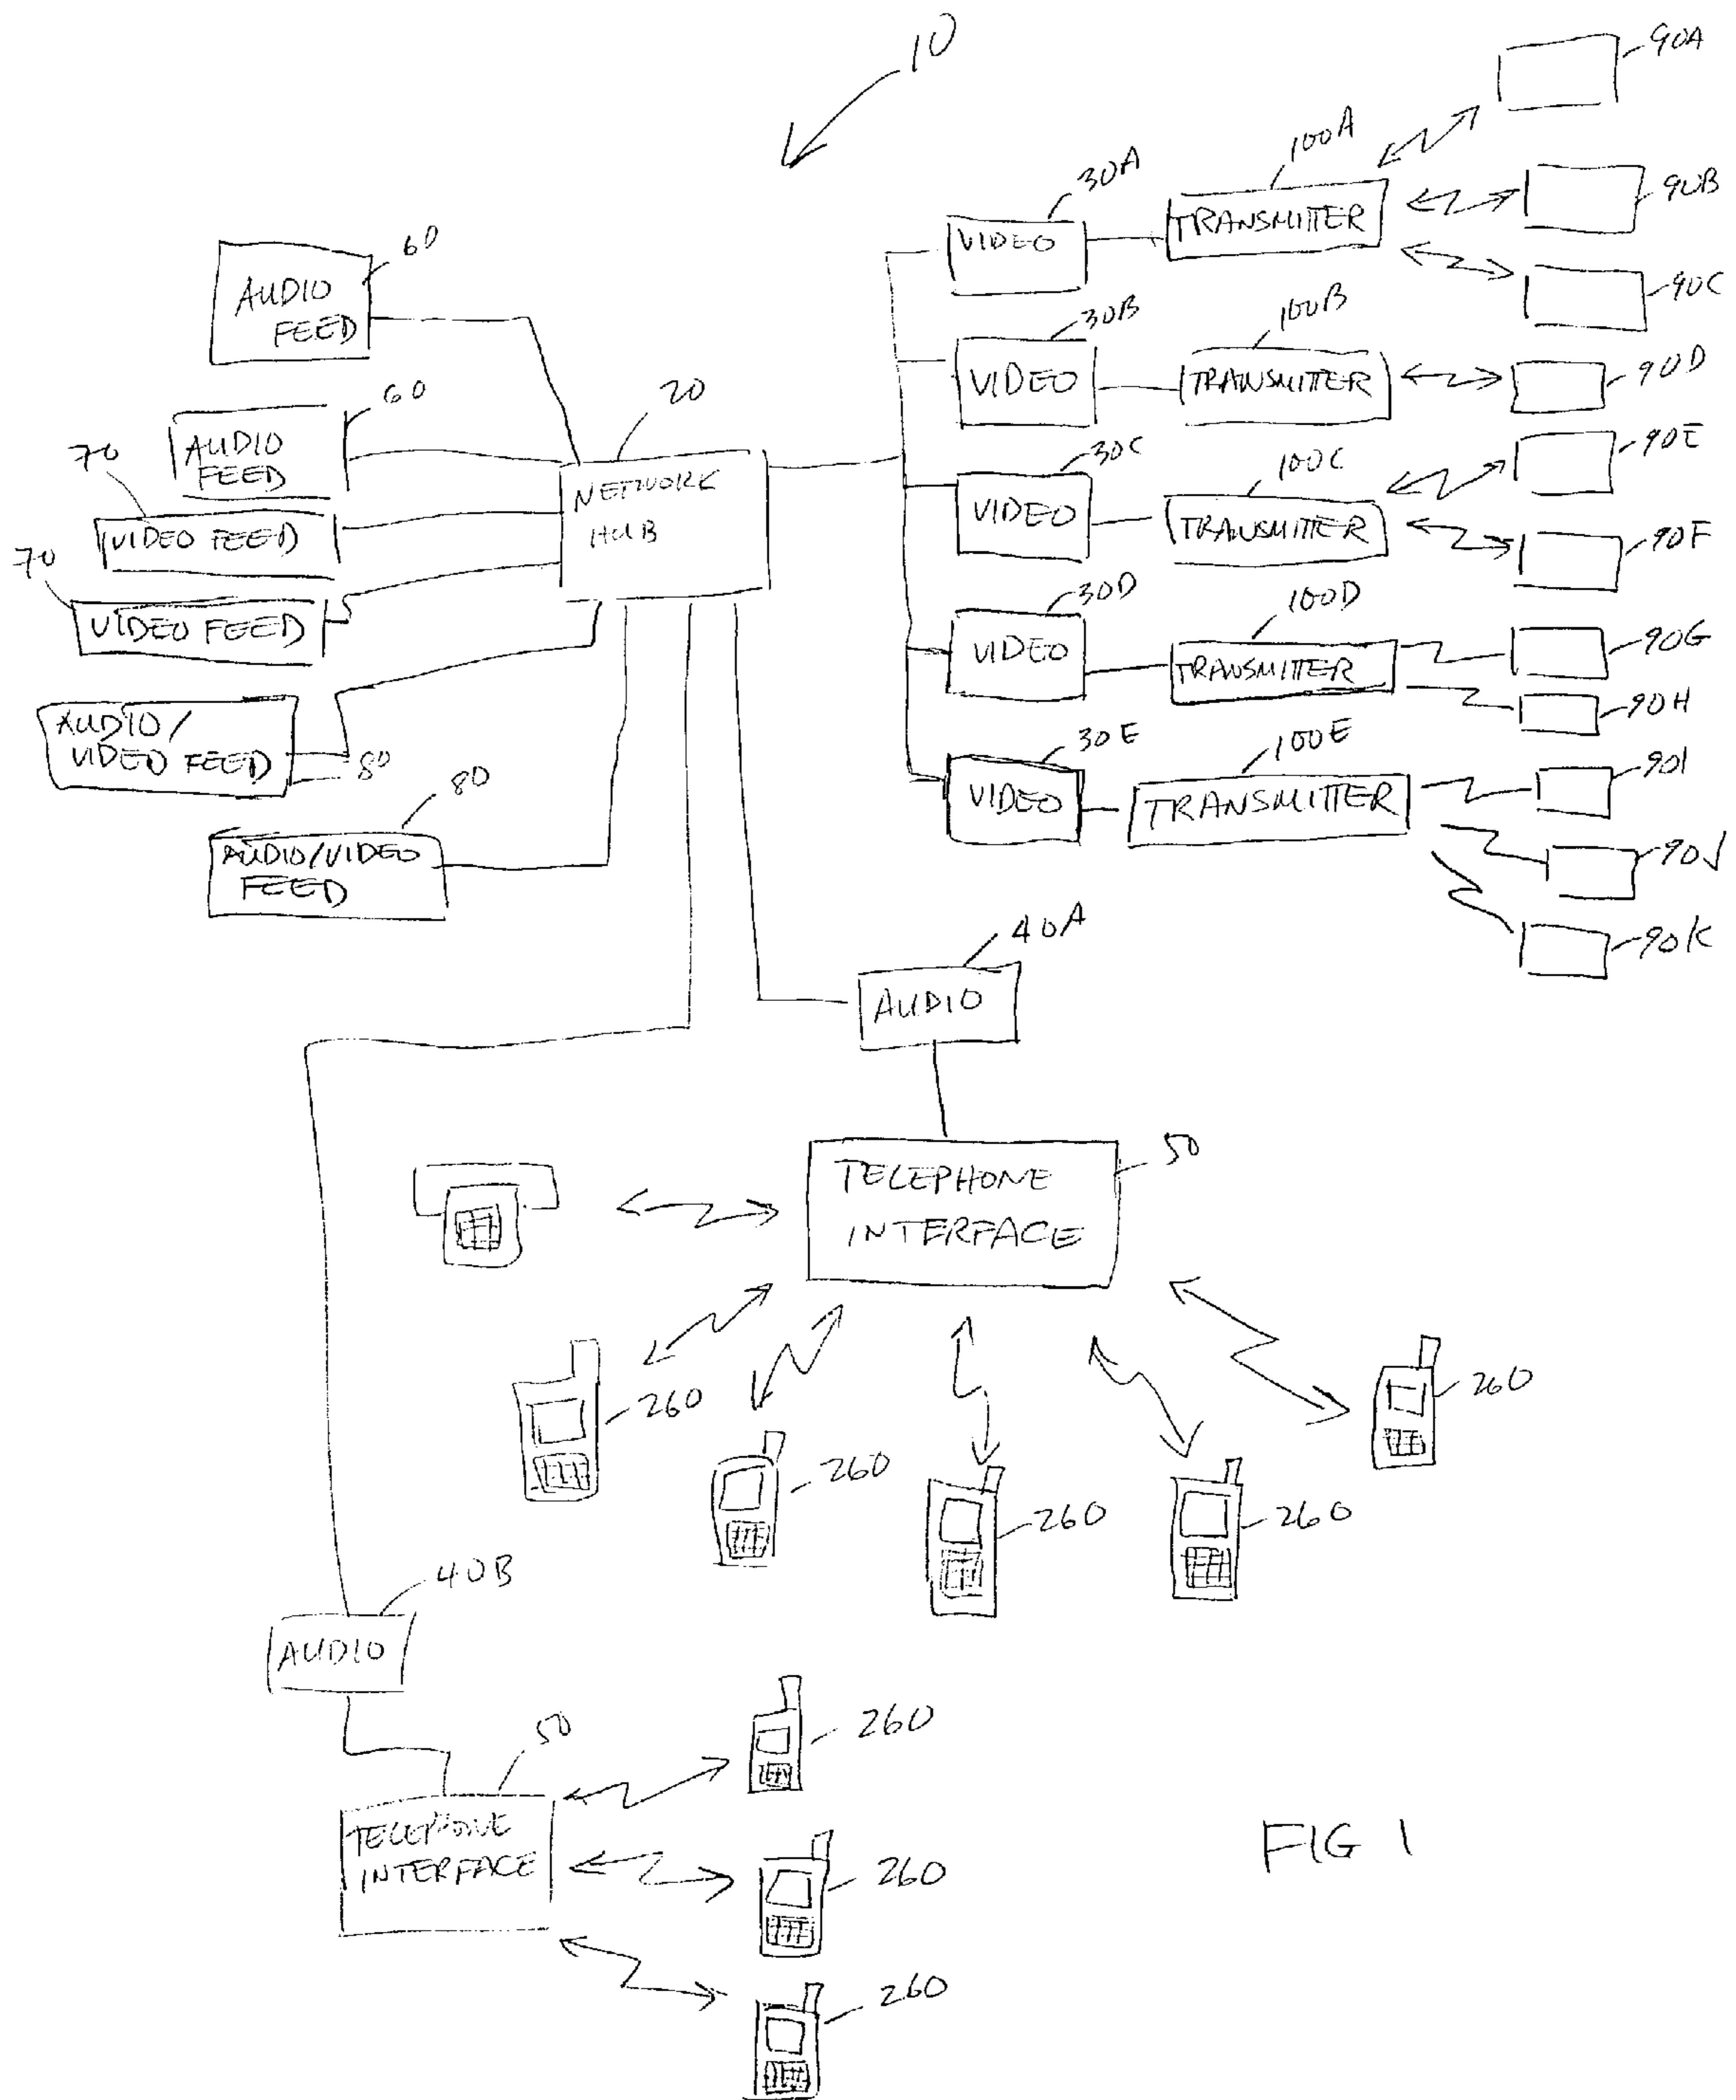 10
90A
100A
30A
TRANSMITTER
90B
VIDEO
60
AUDIO
FEED
90C
30B
100B
VIDEO
TRANSMITTER
90D
60
20
AUDIO
FEED
70
30C
100C
90E
NETWORK
HUB
VIDEO
TRANSMITTER
VIDEO FEED
90F
70
30D
100D
VIDEO FEED
VIDEO
TRANSMITTER
90G
90H
AUDIO/
VIDEO FEED
80
30E
100E
90I
VIDEO
TRANSMITTER
80
AUDIO/VIDEO
FEED
90J
90K
40A
AUDIO
50
TELEPHONE
INTERFACE
260
260
260
260
260
40B
AUDIO
260
50
TELEPHONE
INTERFACE
260
260
FIG 1